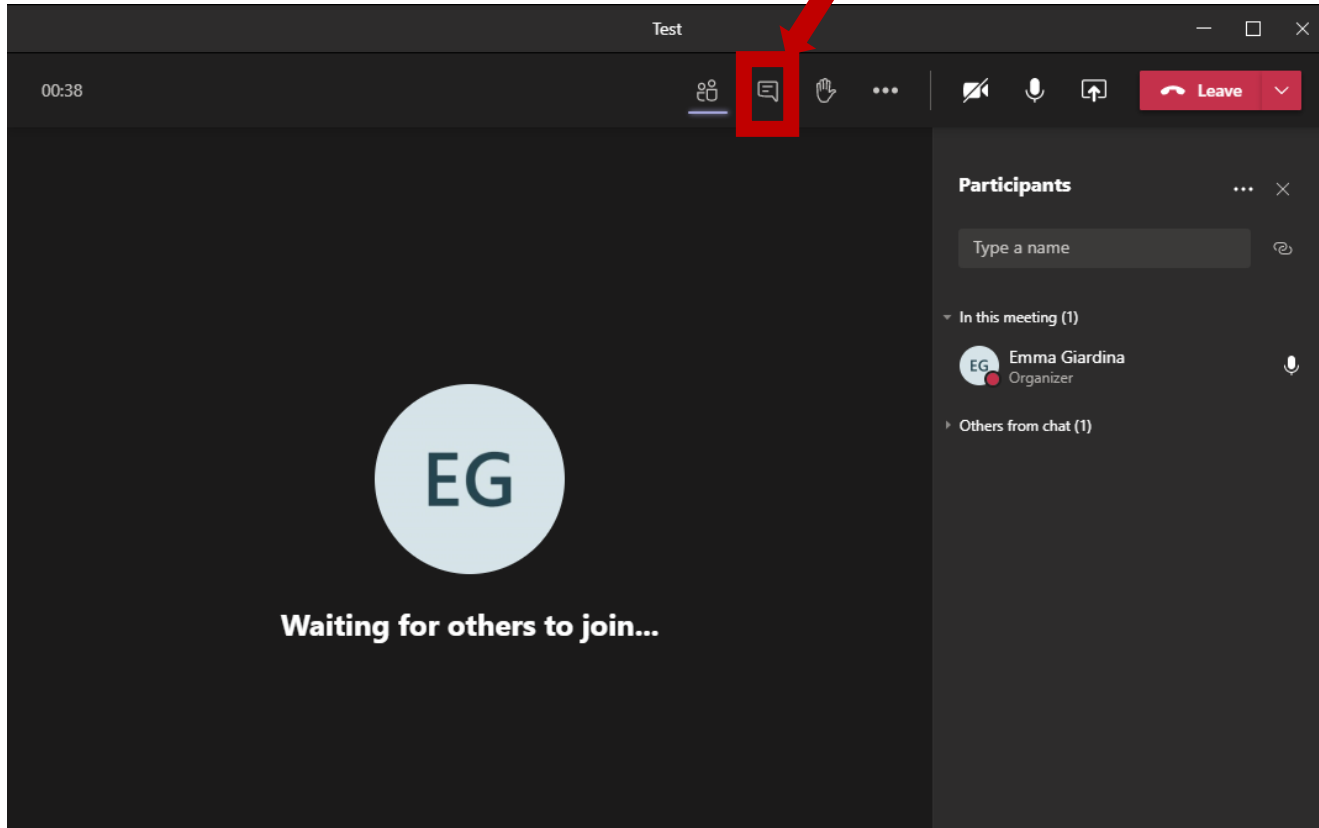 Test
00:38
Leave
Participants
Type a name
In this meeting (1)
EG
Emma Giardina
Organizer
Others from chat (1)
EG
Waiting for others to join...